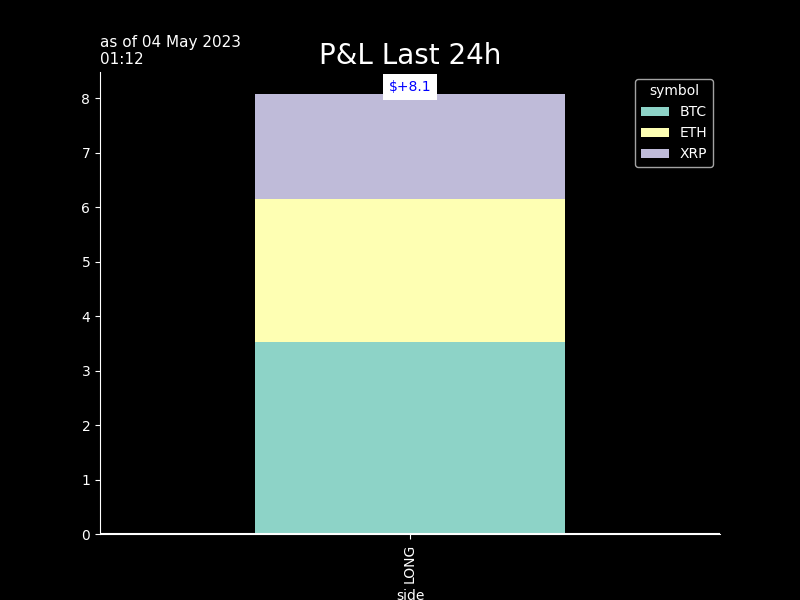 as of 04 May 2023
01:12
P&L Last 24h
$+8.1
symbol
BTC
ETH
XRP
8
7
6
5
4
3
2
1
0
LONG
side